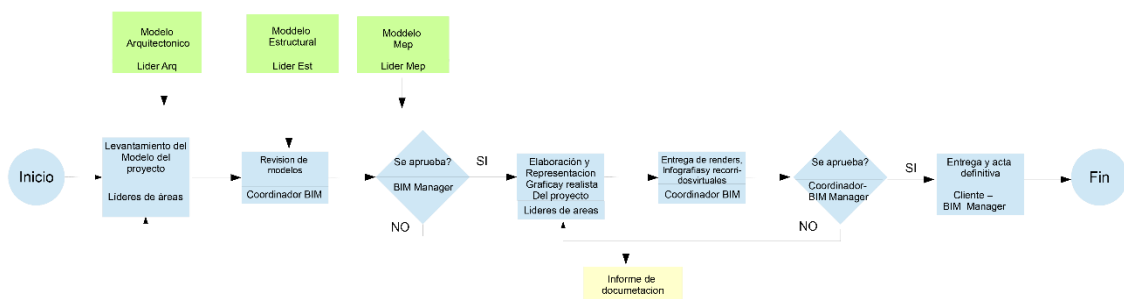 Modelo
Arquitectonico
Lider Arq
Moddelo
Estructural
Lider Est
Moddelo
Mep
Lider Mep
Inicio
Levantamiento del
Modelo del
proyecto
Líderes de áreas
Revision de
modelos
Coordinador BIM
Se aprueba?
BIM Manager
SI
NO
Elaboración y
Representacion
Graficay realista
Del proyecto
Lideres de areas
Entrega de renders,
Infografiasy recorri-
dosvirtuales
Coordinador BIM
Se aprueba?
Coordinador-
BIM Manager
SI
NO
Entrega y acta
definitiva
Cliente –
BIM Manager
Fin
Informe de
documetacion